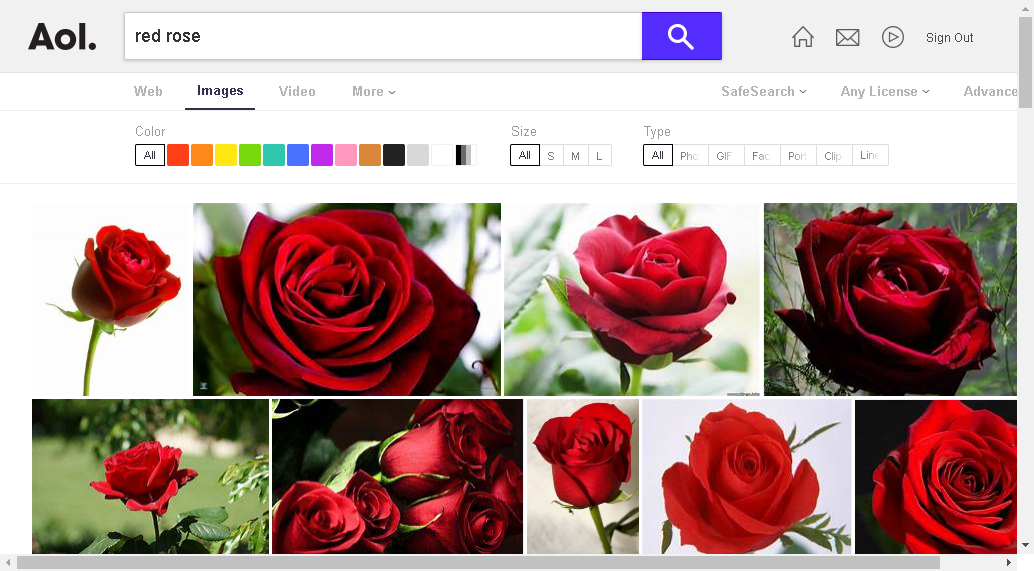 Aol.
red rose
Sign Out
Web
Images
Video
More
SafeSearch
Any License
Advance
Color
Size
Type
All
All
S
M
L
All
Pho
GIF
Fac
Por
Clip
Line